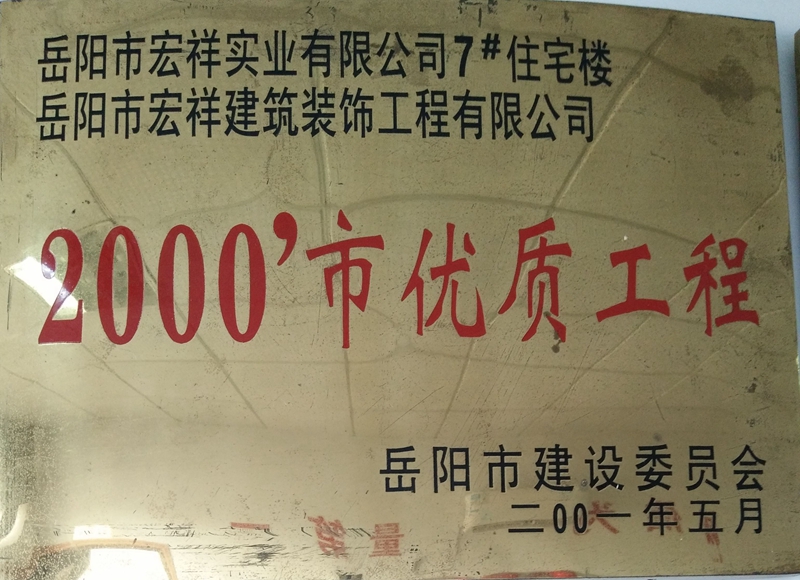 岳阳市宏祥实业有限公司7#住宅楼
岳阳市宏祥建筑装饰工程有限公司
2000'市优质工程
岳阳市建设委员会
二00一年五月